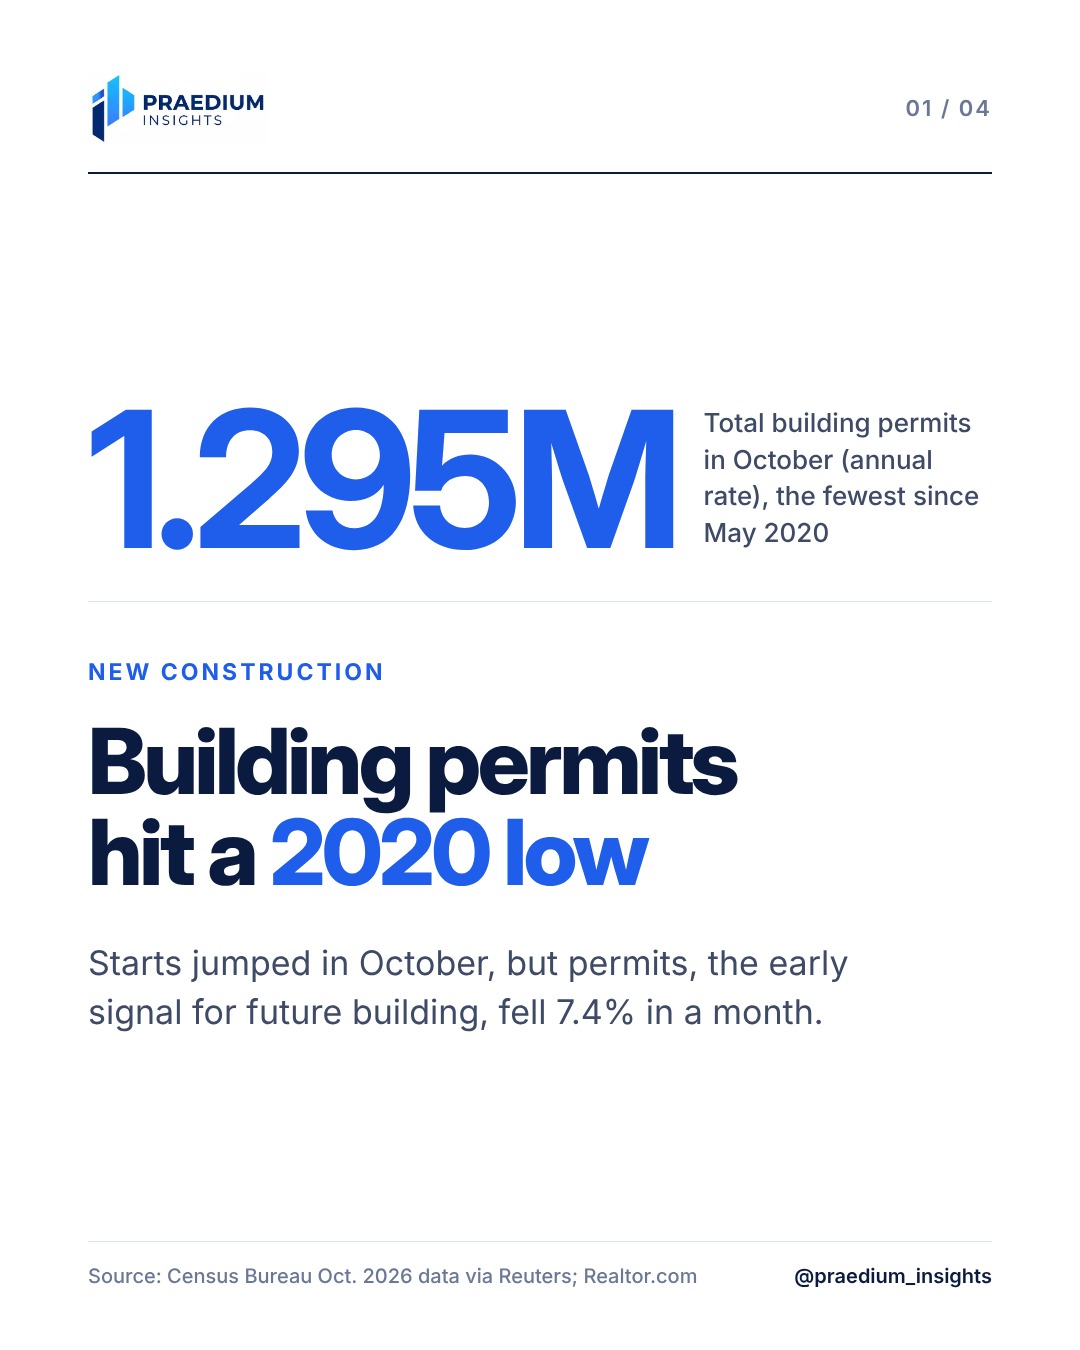 PRAEDIUM
INSIGHTS
01 / 04
1.295M
Total building permits
in October (annual
rate), the fewest since
May 2020
NEW CONSTRUCTION
Building permits
hit a 2020 low
Starts jumped in October, but permits, the early
signal for future building, fell 7.4% in a month.
Source: Census Bureau Oct. 2026 data via Reuters; Realtor.com
@praedium_insights